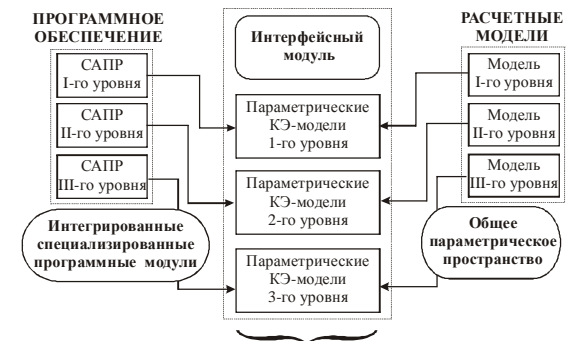 ПРОГРАММНОЕ
ОБЕСПЕЧЕНИЕ
САПР
I-го уровня
САПР
II-го уровня
САПР
III-го уровня
Интегрированные
специализированные
программные модули
Интерфейсный
модуль
Параметрические
КЭ-модели
1-го уровня
Параметрические
КЭ-модели
2-го уровня
Параметрические
КЭ-модели
3-го уровня
РАСЧЕТНЫЕ
МОДЕЛИ
Модель
I-го уровня
Модель
II-го уровня
Модель
III-го уровня
Общее
параметрическое
пространство